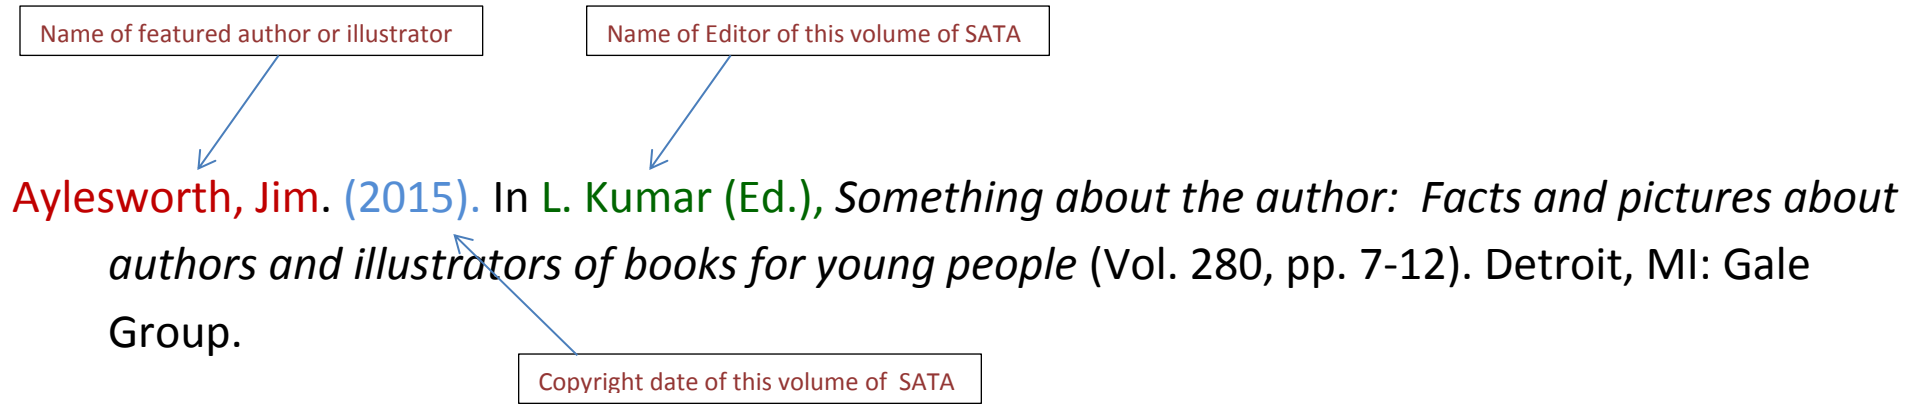 Name of featured author or illustrator
Name of Editor of this volume of SATA
Aylesworth, Jim. (2015). In L. Kumar (Ed.), Something about the author:  Facts and pictures about
authors and illustrators of books for young people (Vol. 280, pp. 7-12). Detroit, MI: Gale
Group.
Copyright date of this volume of  SATA